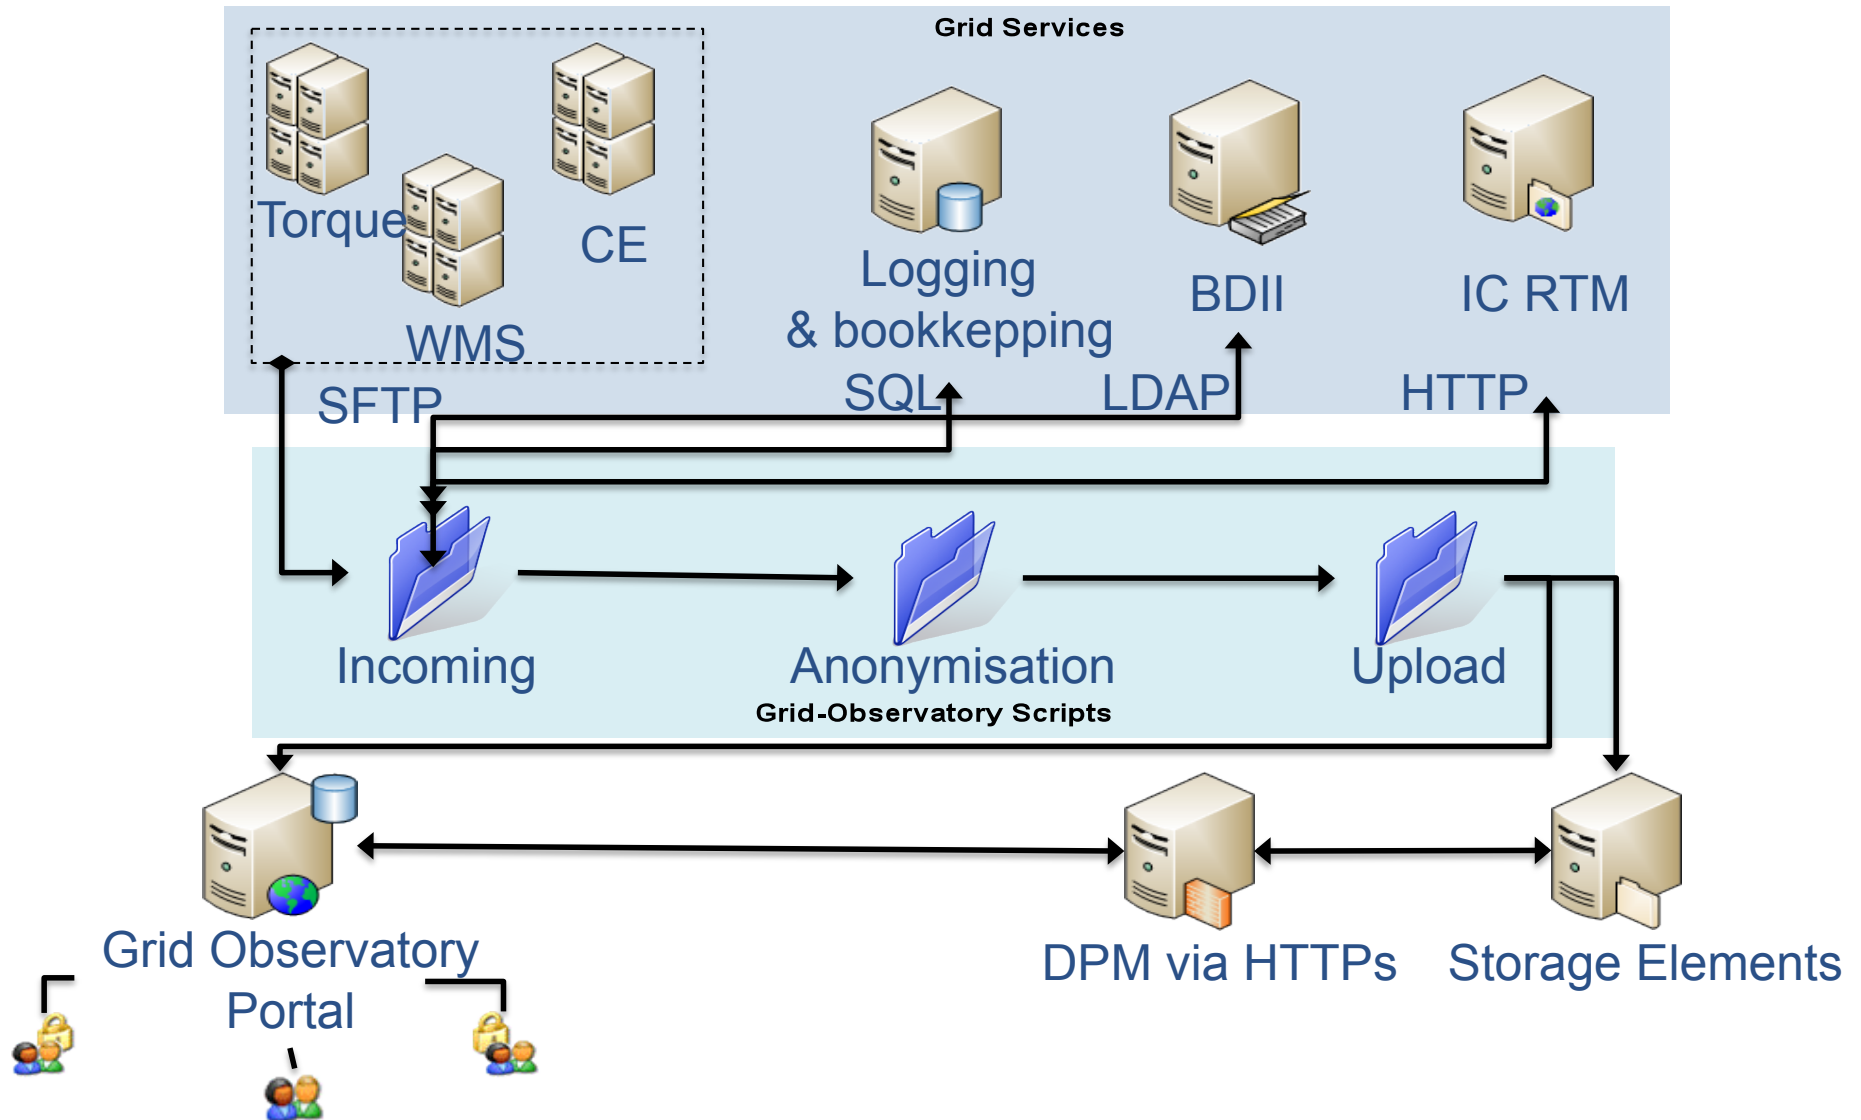 Grid Services
Torque
CE
WMS
Logging
& bookkepping
BDII
IC RTM
SFTP
SQL
LDAP
HTTP
Incoming
Anonymisation
Upload
Grid-Observatory Scripts
Grid Observatory
Portal
DPM via HTTPs
Storage Elements